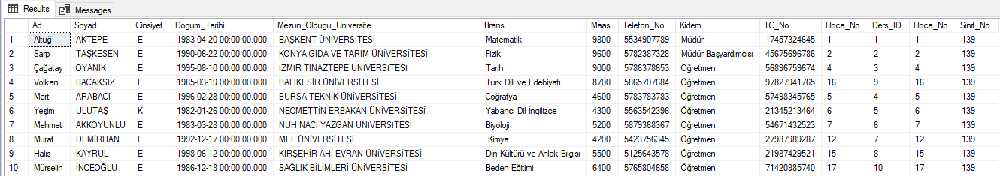 Results Messages
Ad Soyad Cinsiyet Dogum_Tarihi Mezun_Oldugu_Universite Brans Maas Telefon_No Kidem TC_No Hoca_No Ders_ID Hoca_No Sinif_No
1 Altuğ AKTEPE E 1983-04-20 00:00:00.000 BAŞKENT ÜNİVERSİTESİ Matematik 9800 5534907789 Müdür 17457324645 1 1 1 139
2 Sarp TAŞKESEN E 1990-06-22 00:00:00.000 KONYA GIDA VE TARIM ÜNİVERSİTESİ Fizik 9600 5782387328 Müdür Başyardımcısı 45675696786 2 2 2 139
3 Çağatay OYANIK E 1995-08-10 00:00:00.000 İZMİR TINAZTEPE ÜNİVERSİTESİ Tarih 9000 5786378653 Öğretmen 56896759674 4 3 4 139
4 Volkan BACAKSIZ E 1985-03-19 00:00:00.000 BALIKESİR ÜNİVERSİTESİ Türk Dili ve Edebiyatı 8700 5865707684 Öğretmen 97827941765 16 9 16 139
5 Mert ARABACI E 1996-02-28 00:00:00.000 BURSA TEKNİK ÜNİVERSİTESİ Coğrafya 4600 5783783783 Öğretmen 57498345765 5 4 5 139
6 Yeşim ULUTAŞ K 1982-01-26 00:00:00.000 NECMETTİN ERBAKAN ÜNİVERSİTESİ Yabancı Dil İngilizce 4300 5563542396 Öğretmen 21345213464 6 5 6 139
7 Mehmet AKKOYUNLU E 1983-03-28 00:00:00.000 NUH NACİ YAZGAN ÜNİVERSİTESİ Biyoloji 5200 5879368367 Öğretmen 54671432523 7 6 7 139
8 Murat DEMİRHAN E 1992-12-17 00:00:00.000 MEF ÜNİVERSİTESİ Kimya 4200 5423756345 Öğretmen 27987989287 12 7 12 139
9 Halis KAYRUL E 1998-06-12 00:00:00.000 KIRŞEHİR AHİ EVRAN ÜNİVERSİTESİ Din Kültürü ve Ahlak Bilgisi 5500 5125643578 Öğretmen 21987429521 15 8 15 139
10 Mürselin İNCEOĞLU E 1986-12-18 00:00:00.000 SAĞLIK BİLİMLERİ ÜNİVERSİTESİ Beden Eğitimi 6400 5765804658 Öğretmen 71420985740 17 10 17 139